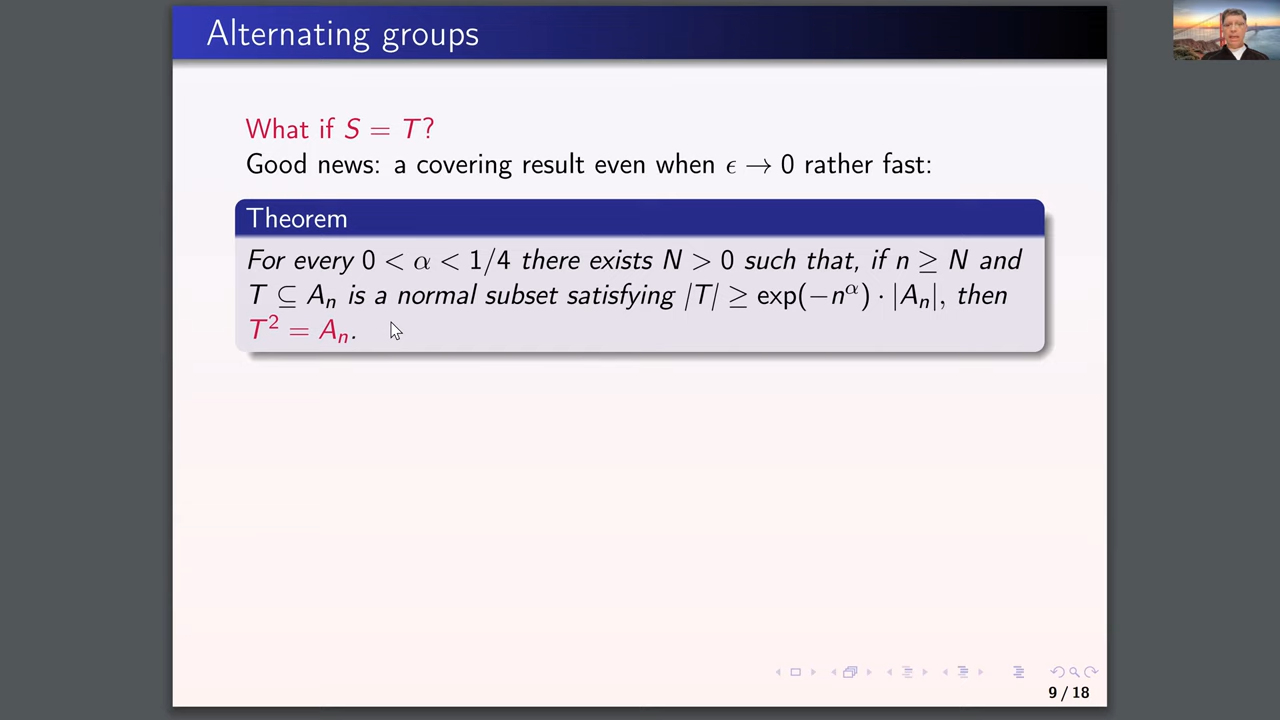 Alternating groups
What if S = T?
Good news: a covering result even when ϵ → 0 rather fast:
Theorem
For every 0 < α < 1/4 there exists N > 0 such that, if n ≥ N and
T ⊆ Aₙ is a normal subset satisfying |T| ≥ exp(−n^α) · |Aₙ|, then
T² = Aₙ.
9 / 18